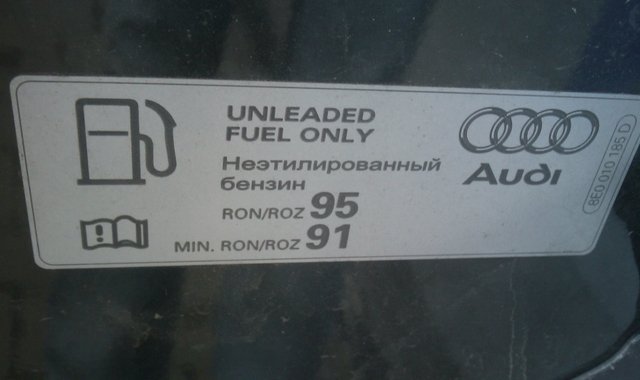 UNLEADED
FUEL ONLY
Неэтилированный
бензин
RON/ROZ 95
MIN. RON/ROZ 91
Audi
8E0 010 185 D